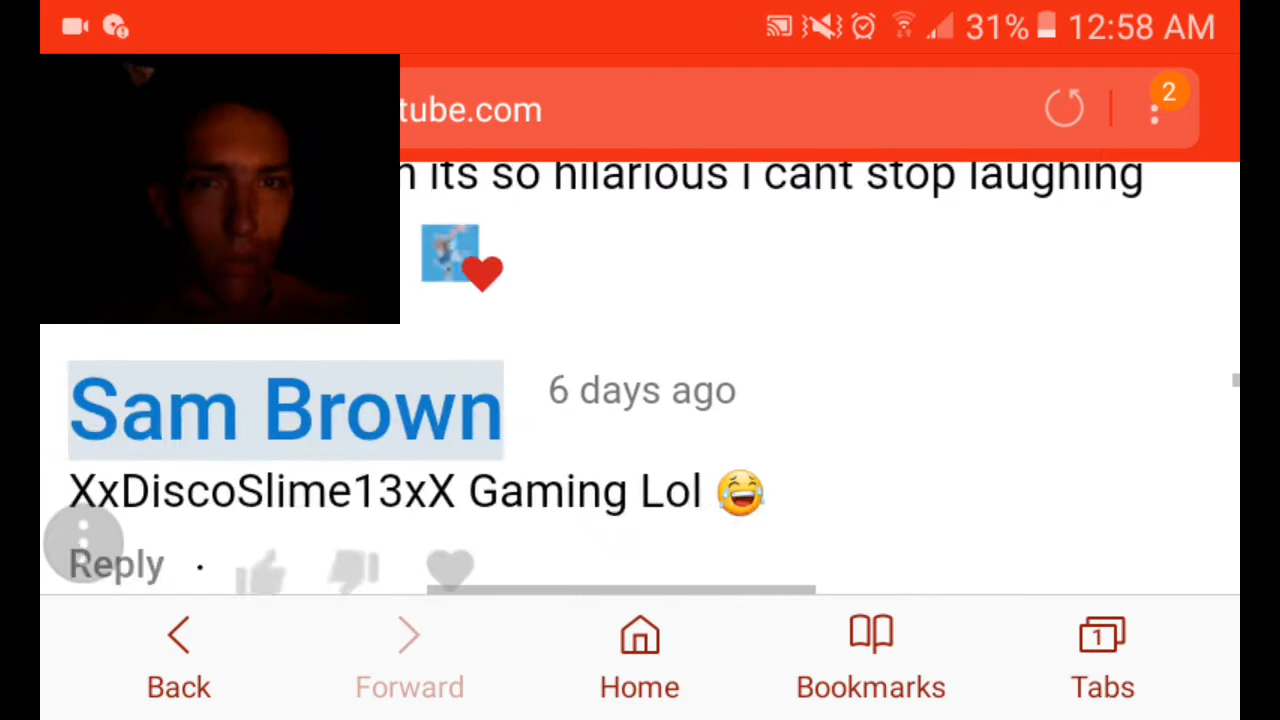 31% 12:58 AM
tube.com
2
its so hilarious I cant stop laughing
Sam Brown 6 days ago
XxDiscoSlime13xX Gaming Lol 😂
Reply ·
Back Forward Home Bookmarks 1 Tabs